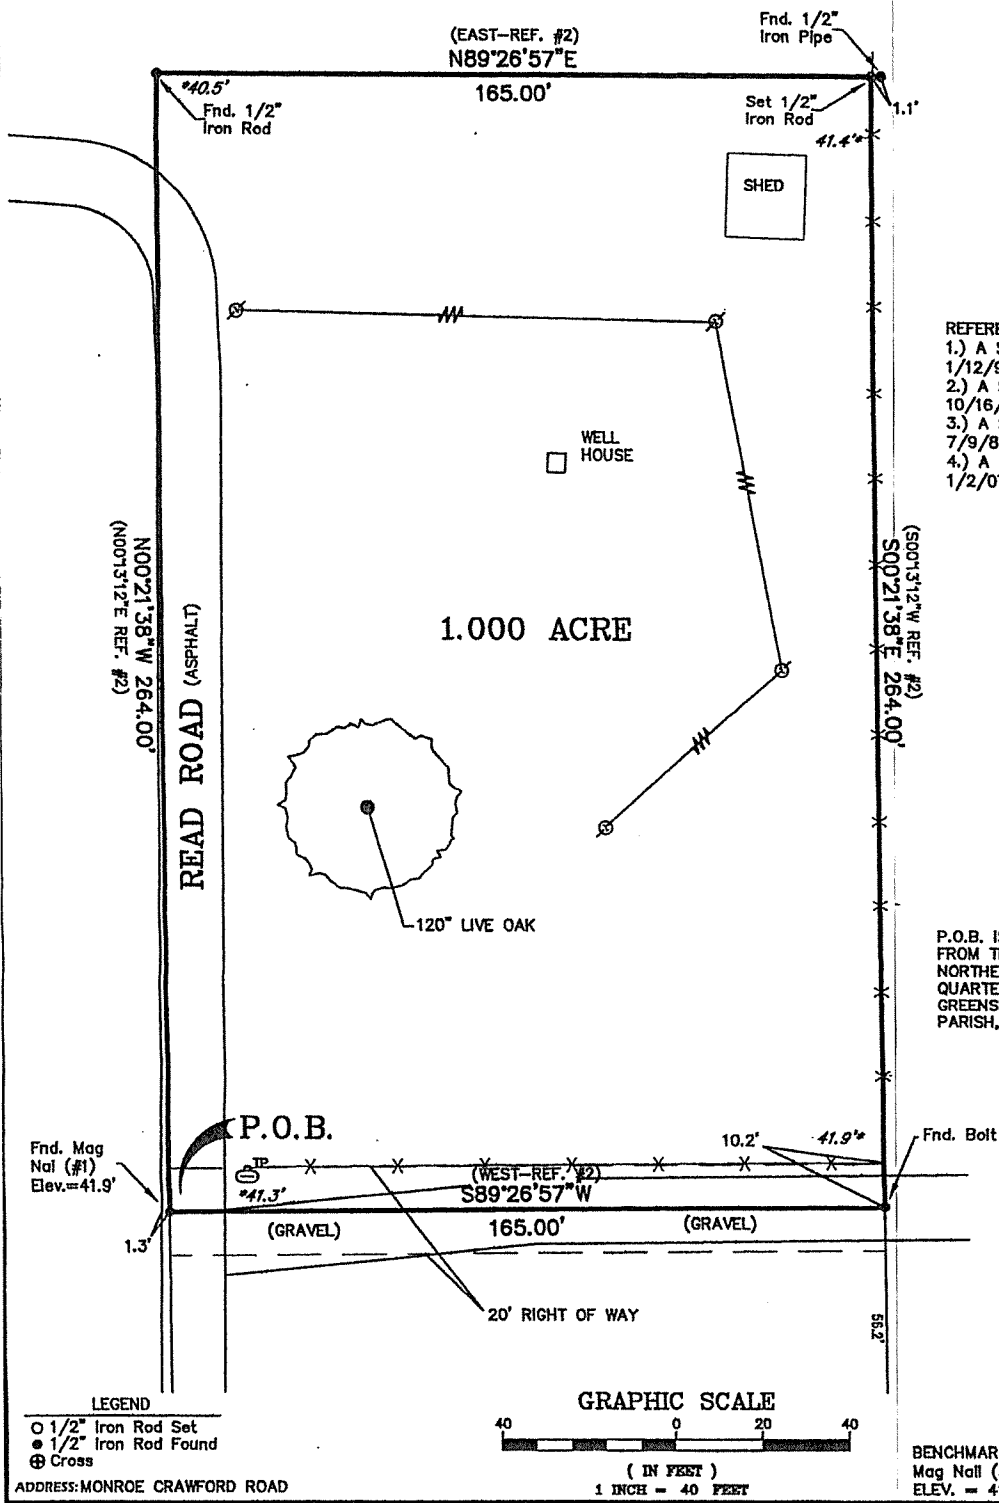 (EAST-REF. #2)
N89°26'57"E
165.00'
Fnd. 1/2"
Iron Pipe
*40.5'
Fnd. 1/2"
Iron Rod
Set 1/2"
Iron Rod
1.1'
41.4'*
SHED
WELL
HOUSE
1.000 ACRE
N00°21'38"W 264.00'
(N00°13'12"E REF. #2)
READ ROAD (ASPHALT)
(S00°13'12"W REF. #2)
S00°21'38"E 264.00'
REFERE
1.) A S
1/12/9
2.) A
10/16/
3.) A
7/9/8
4.) A
1/2/0
120" LIVE OAK
P.O.B. IS
FROM T
NORTHE
QUARTE
GREENS
PARISH,
P.O.B.
Fnd. Mag
Nal (#1)
Elev.=41.9'
TP
*41.3'
(WEST-REF. #2)
S89°26'57"W
165.00'
(GRAVEL)
(GRAVEL)
10.2'
41.9'*
Fnd. Bolt
1.3'
20' RIGHT OF WAY
56.2'
LEGEND
1/2" Iron Rod Set
1/2" Iron Rod Found
Cross
ADDRESS: MONROE CRAWFORD ROAD
GRAPHIC SCALE
40 0 20 40
( IN FEET )
1 INCH = 40 FEET
BENCHMAR
Mag Nail (
ELEV. = 4